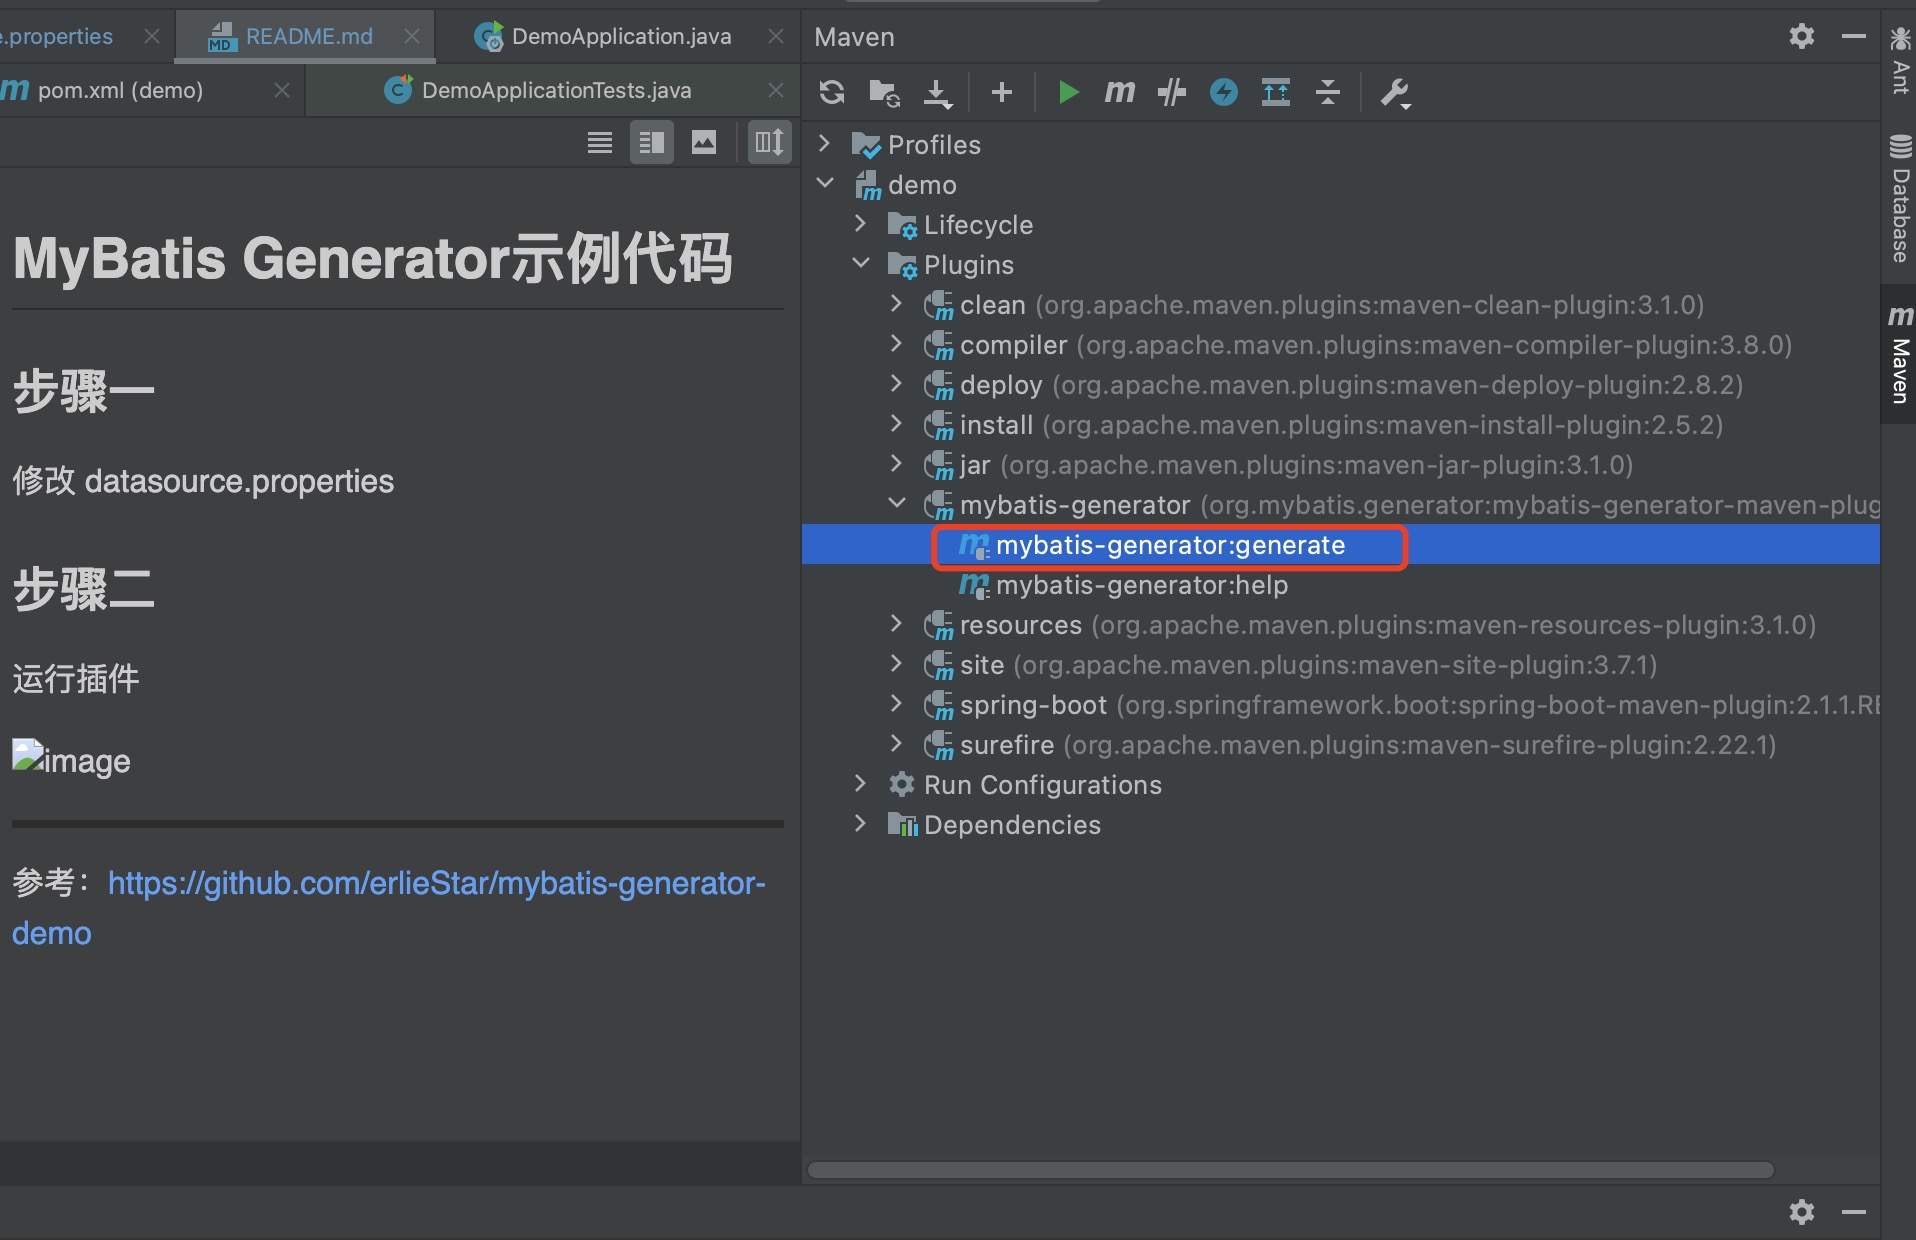 .properties
README.md
DemoApplication.java
pom.xml (demo)
DemoApplicationTests.java
MyBatis Generator示例代码
步骤一
修改 datasource.properties
步骤二
运行插件
image
参考：https://github.com/erlieStar/mybatis-generator-
demo
Maven
Profiles
demo
Lifecycle
Plugins
clean (org.apache.maven.plugins:maven-clean-plugin:3.1.0)
compiler (org.apache.maven.plugins:maven-compiler-plugin:3.8.0)
deploy (org.apache.maven.plugins:maven-deploy-plugin:2.8.2)
install (org.apache.maven.plugins:maven-install-plugin:2.5.2)
jar (org.apache.maven.plugins:maven-jar-plugin:3.1.0)
mybatis-generator (org.mybatis.generator:mybatis-generator-maven-plug
mybatis-generator:generate
mybatis-generator:help
resources (org.apache.maven.plugins:maven-resources-plugin:3.1.0)
site (org.apache.maven.plugins:maven-site-plugin:3.7.1)
spring-boot (org.springframework.boot:spring-boot-maven-plugin:2.1.1.RE
surefire (org.apache.maven.plugins:maven-surefire-plugin:2.22.1)
Run Configurations
Dependencies
Ant
Database
Maven